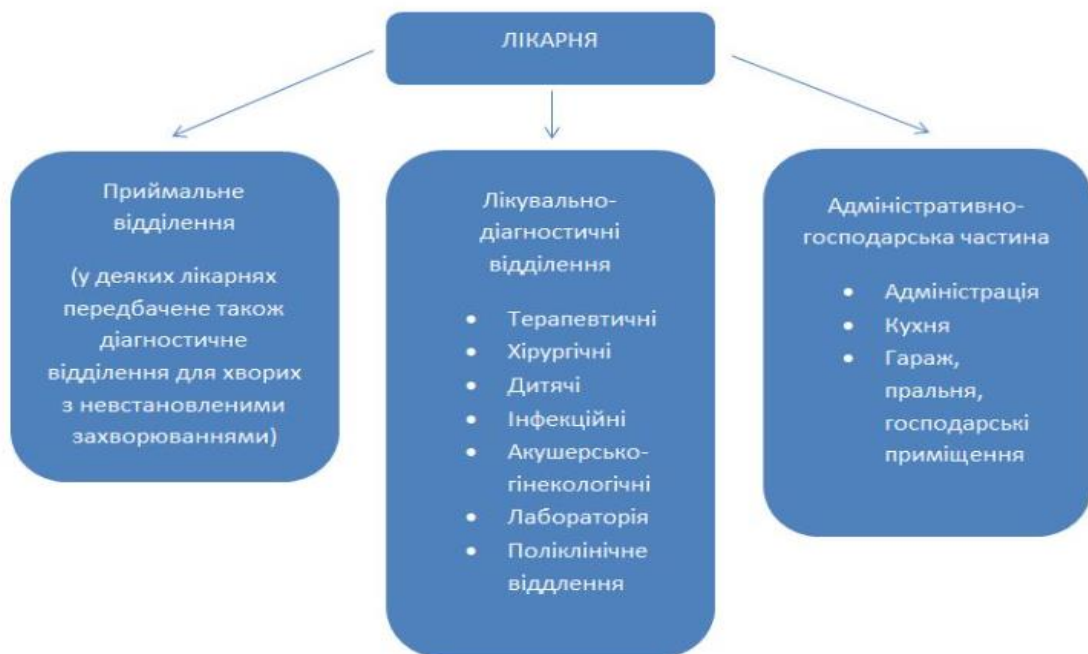 ЛІКАРНЯ
Приймальне
відділення
(у деяких лікарнях
передбачене також
діагностичне
відділення для хворих
з невстановленими
захворюваннями)
Лікувально-
діагностичні
відділення
• Терапевтичні
• Хірургічні
• Дитячі
• Інфекційні
• Акушерсько-
гінекологічні
• Лабораторія
• Поліклінічне
віддлення
Адміністративно-
господарська частина
• Адміністрація
• Кухня
• Гараж,
пральня,
господарські
приміщення